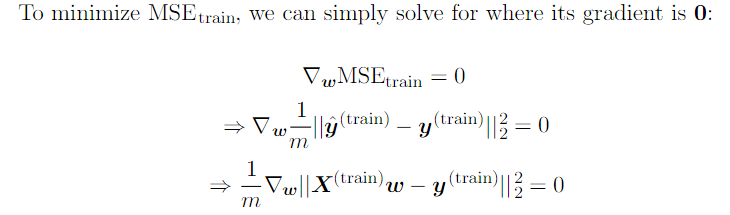 To minimize MSE_train, we can simply solve for where its gradient is 0:
∇_w MSE_train = 0
⇒ ∇_w 1/m ||ŷ^(train) − y^(train)||_2^2 = 0
⇒ 1/m ∇_w ||X^(train) w − y^(train)||_2^2 = 0